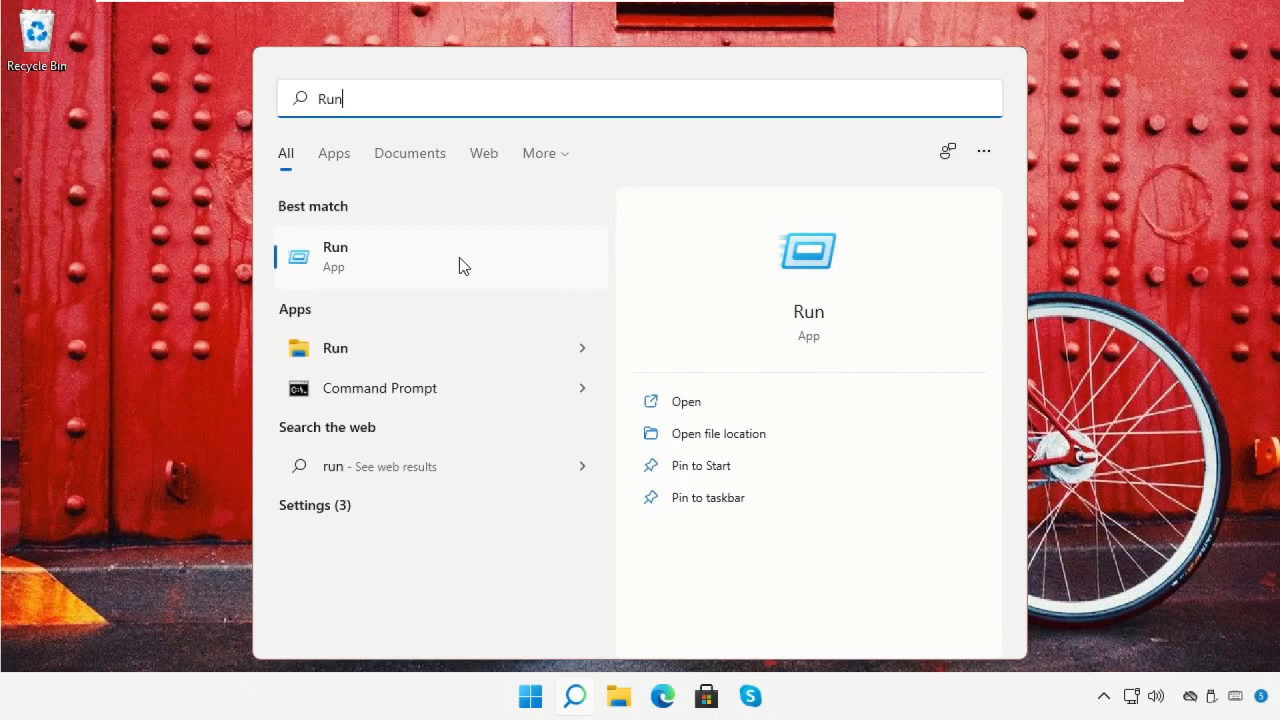 Recycle Bin
Run
All Apps Documents Web More
Best match
Run
App
Apps
Run
Command Prompt
Search the web
run - See web results
Settings (3)
Run
App
Open
Open file location
Pin to Start
Pin to taskbar
5